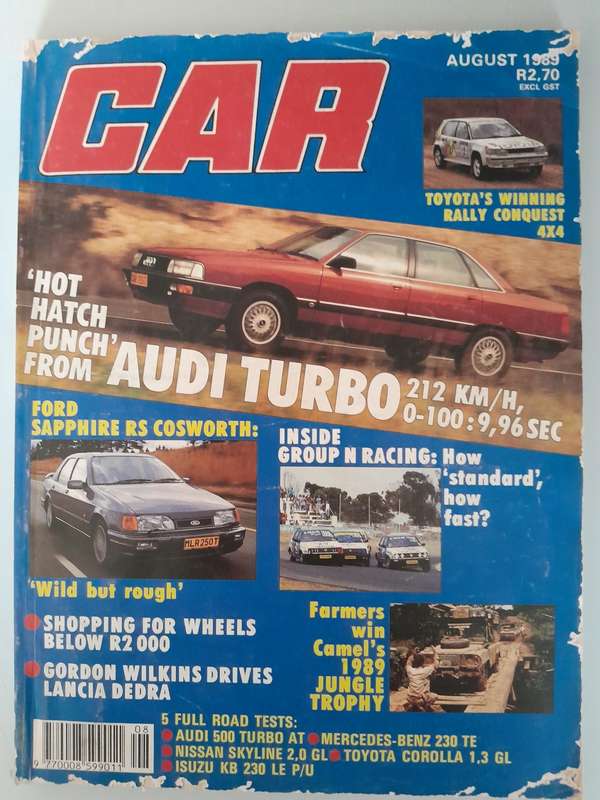 CAR
AUGUST 1989
R2,70
EXCL GST
TOYOTA'S WINNING
RALLY CONQUEST
4X4
'HOT
HATCH
PUNCH'
FROM AUDI TURBO
212 KM/H,
0-100:9,96 SEC
FORD
SAPPHIRE RS COSWORTH:
MLR250T
'Wild but rough'
INSIDE
GROUP N RACING: How
'standard',
how
fast?
SHOPPING FOR WHEELS
BELOW R2 000
GORDON WILKINS DRIVES
LANCIA DEDRA
Farmers
win
Camel's
1989
JUNGLE
TROPHY
08
9 770008 599011
5 FULL ROAD TESTS:
AUDI 500 TURBO AT MERCEDES-BENZ 230 TE
NISSAN SKYLINE 2,0 GL TOYOTA COROLLA 1,3 GL
ISUZU KB 230 LE P/U